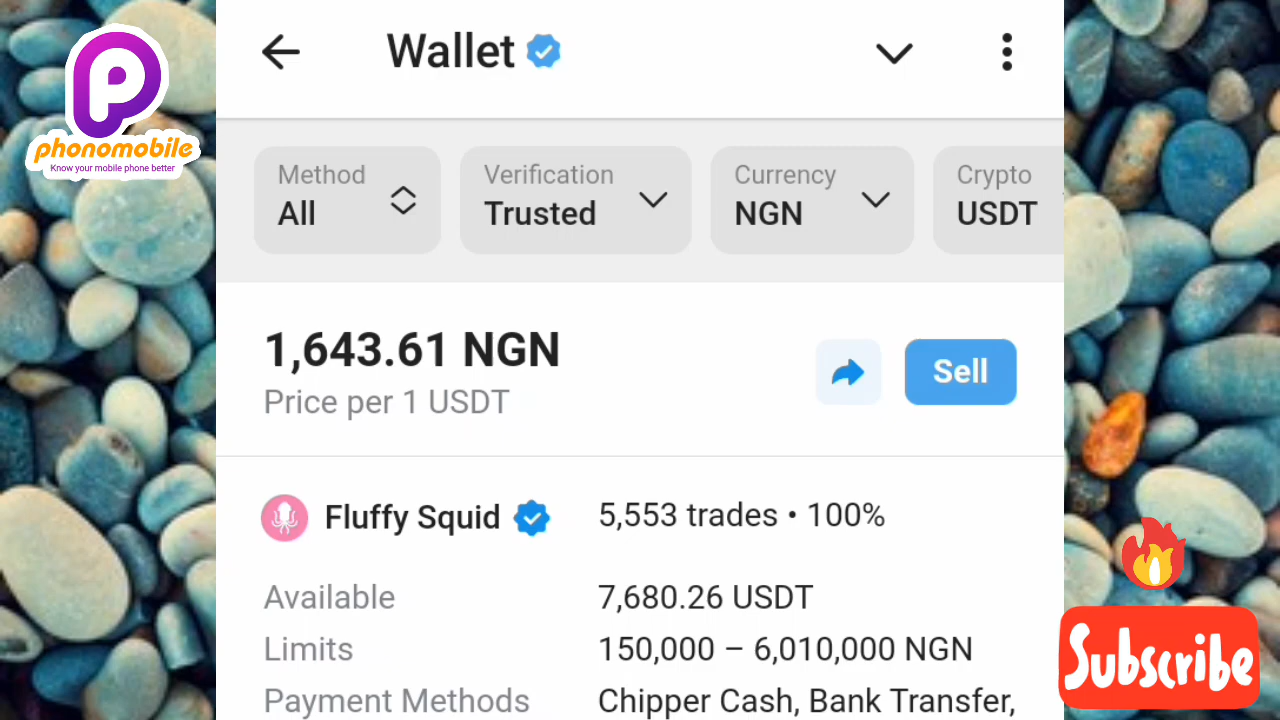 phonomobile
Know your mobile phone better
Wallet
Method
All
Verification
Trusted
Currency
NGN
Crypto
USDT
1,643.61 NGN
Price per 1 USDT
Sell
Fluffy Squid
5,553 trades • 100%
Available
7,680.26 USDT
Limits
150,000 – 6,010,000 NGN
Payment Methods
Chipper Cash, Bank Transfer,
Subscribe